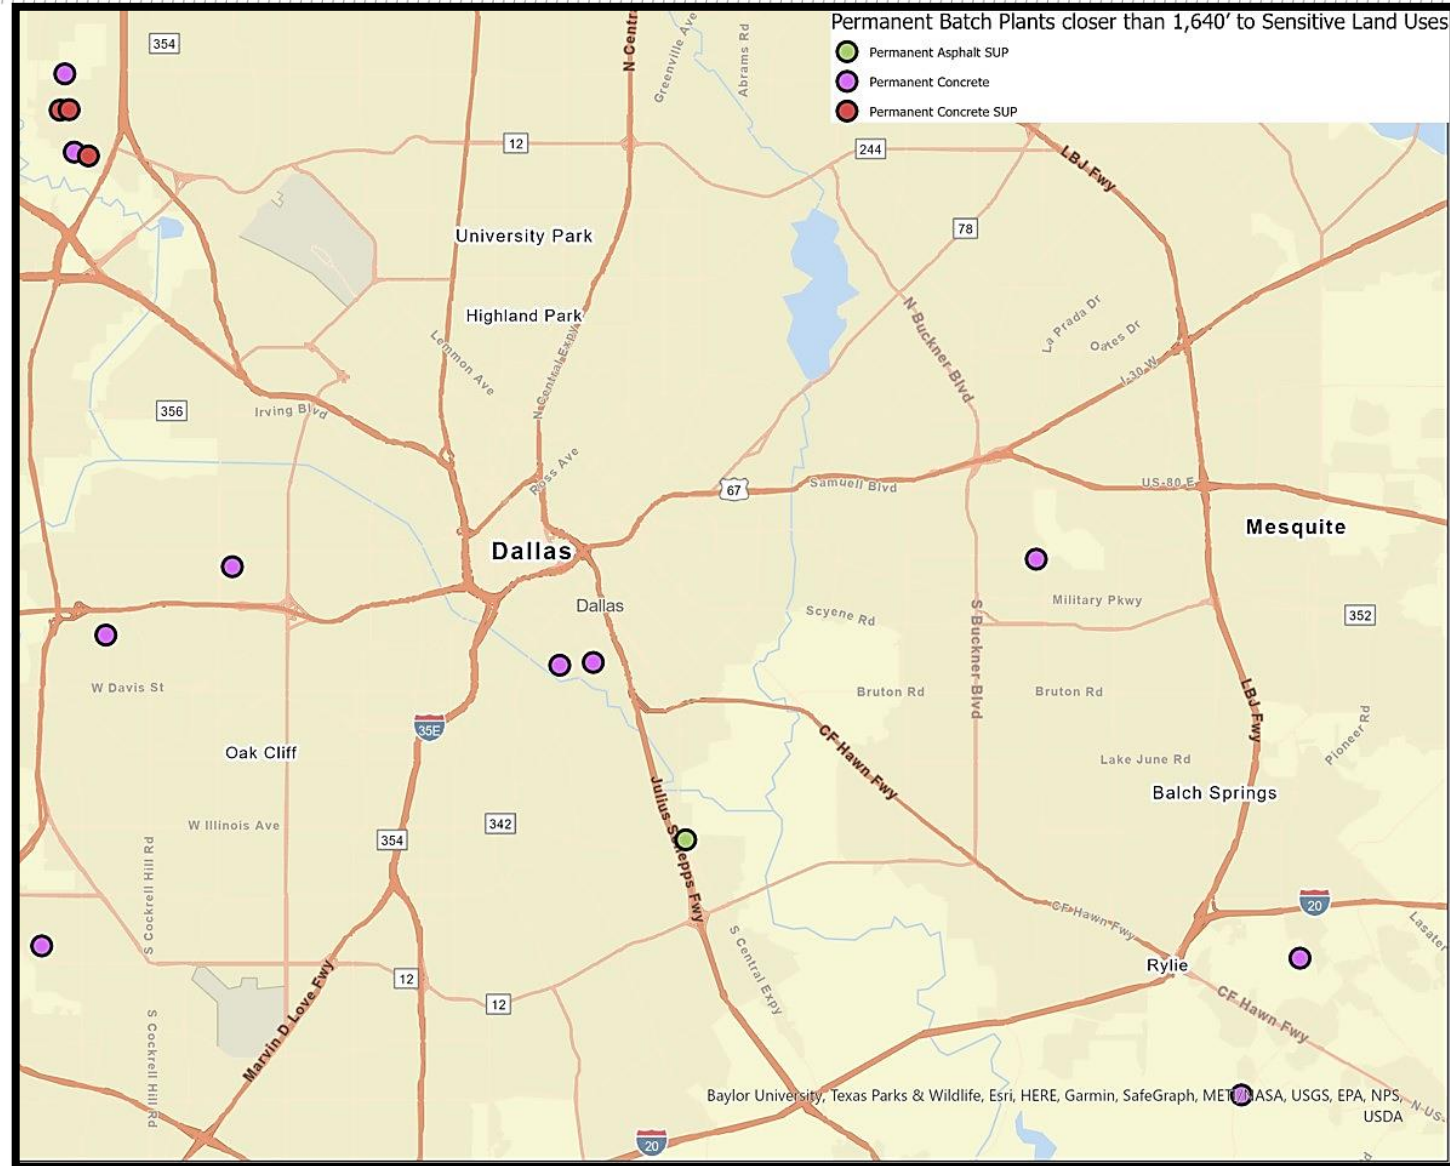 Permanent Batch Plants closer than 1,640' to Sensitive Land Uses
Permanent Asphalt SUP
Permanent Concrete
Permanent Concrete SUP
354
N Centr
Greenville Ave
Abrams Rd
12
244
LBJ Fwy
78
University Park
Highland Park
Lemmon Ave
N Central Expy
N Buckner Blvd
La Prada Dr
Oates Dr
I-30 W
356
Irving Blvd
Ross Ave
67
Samuell Blvd
US-80 E
Mesquite
Dallas
Dallas
Scyene Rd
Military Pkwy
352
S Buckner Blvd
W Davis St
Bruton Rd
Bruton Rd
LBJ Fwy
Pioneer Rd
35E
Oak Cliff
CF Hawn Fwy
Lake June Rd
Balch Springs
Julius S epps Fwy
W Illinois Ave
354
342
S Cockrell Hill Rd
20
CF Hawn Fwy
Lasater
S Central Expy
Rylie
12
12
Marvin D Love Fwy
CF Hawn Fwy
S Cockrell Hill Rd
Baylor University, Texas Parks & Wildlife, Esri, HERE, Garmin, SafeGraph, METI/NASA, USGS, EPA, NPS,
USDA
N-US-
20